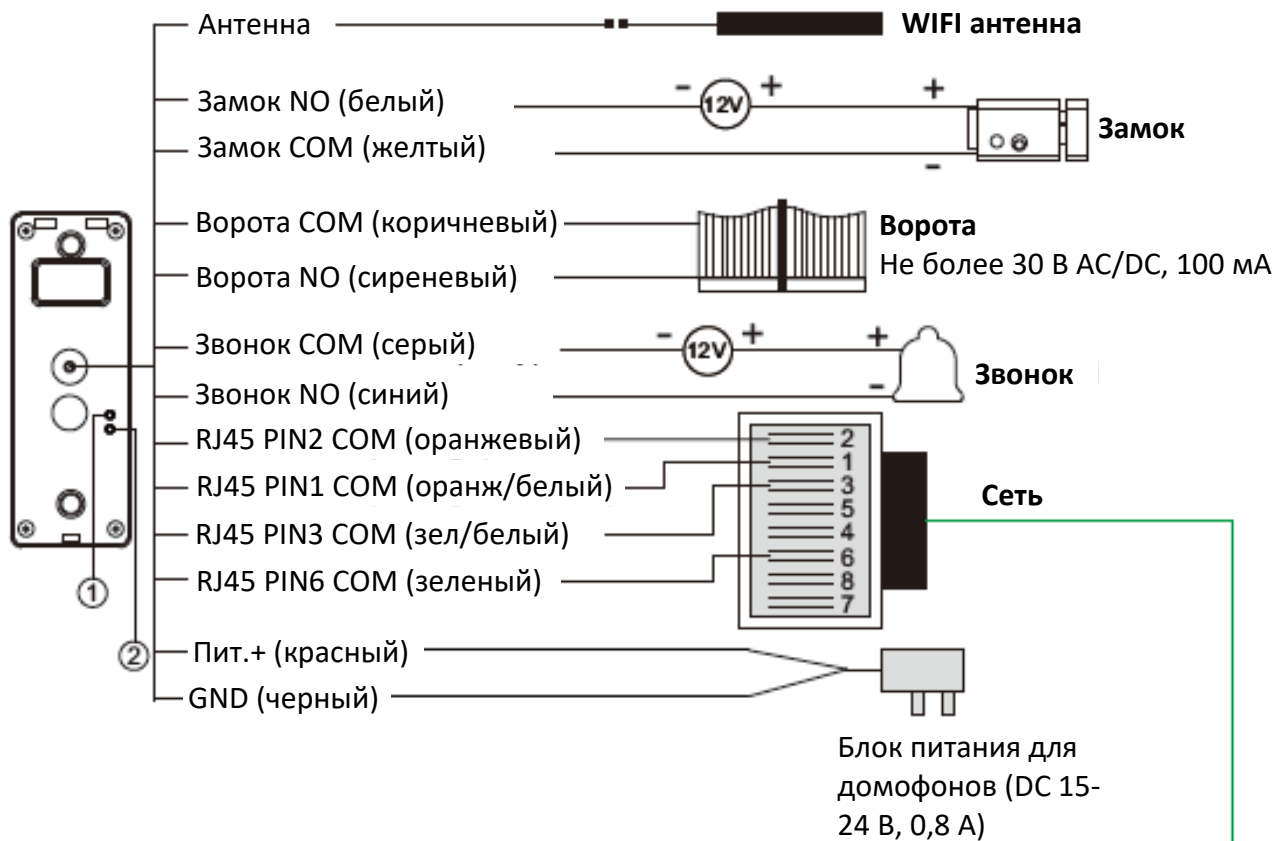 Антенна
WIFI антенна
Замок NO (белый)
- 12V +
+
Замок COM (желтый)
-
Замок
Ворота COM (коричневый)
Ворота
Ворота NO (сиреневый)
Не более 30 В AC/DC, 100 мА
Звонок COM (серый)
- 12V +
+
Звонок
Звонок NO (синий)
-
RJ45 PIN2 COM (оранжевый)
2
RJ45 PIN1 COM (оранж/белый)
1
3
Сеть
5
RJ45 PIN3 COM (зел/белый)
4
6
RJ45 PIN6 COM (зеленый)
8
7
1
2
Пит.+ (красный)
GND (черный)
Блок питания для
домофонов (DC 15-
24 В, 0,8 А)